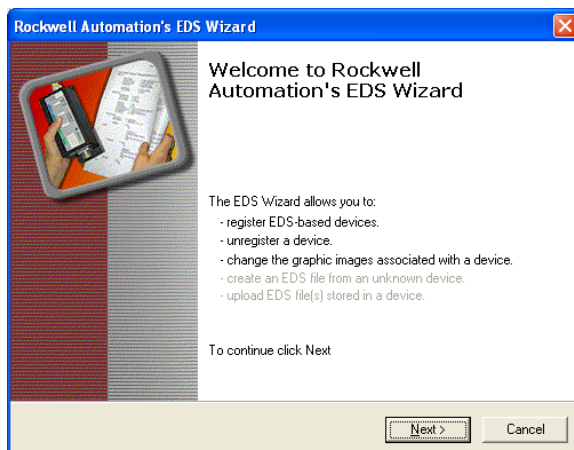 Rockwell Automation's EDS Wizard
Welcome to Rockwell
Automation's EDS Wizard
The EDS Wizard allows you to:
- register EDS-based devices.
- unregister a device.
- change the graphic images associated with a device.
- create an EDS file from an unknown device.
- upload EDS file(s) stored in a device.
To continue click Next
Next >
Cancel